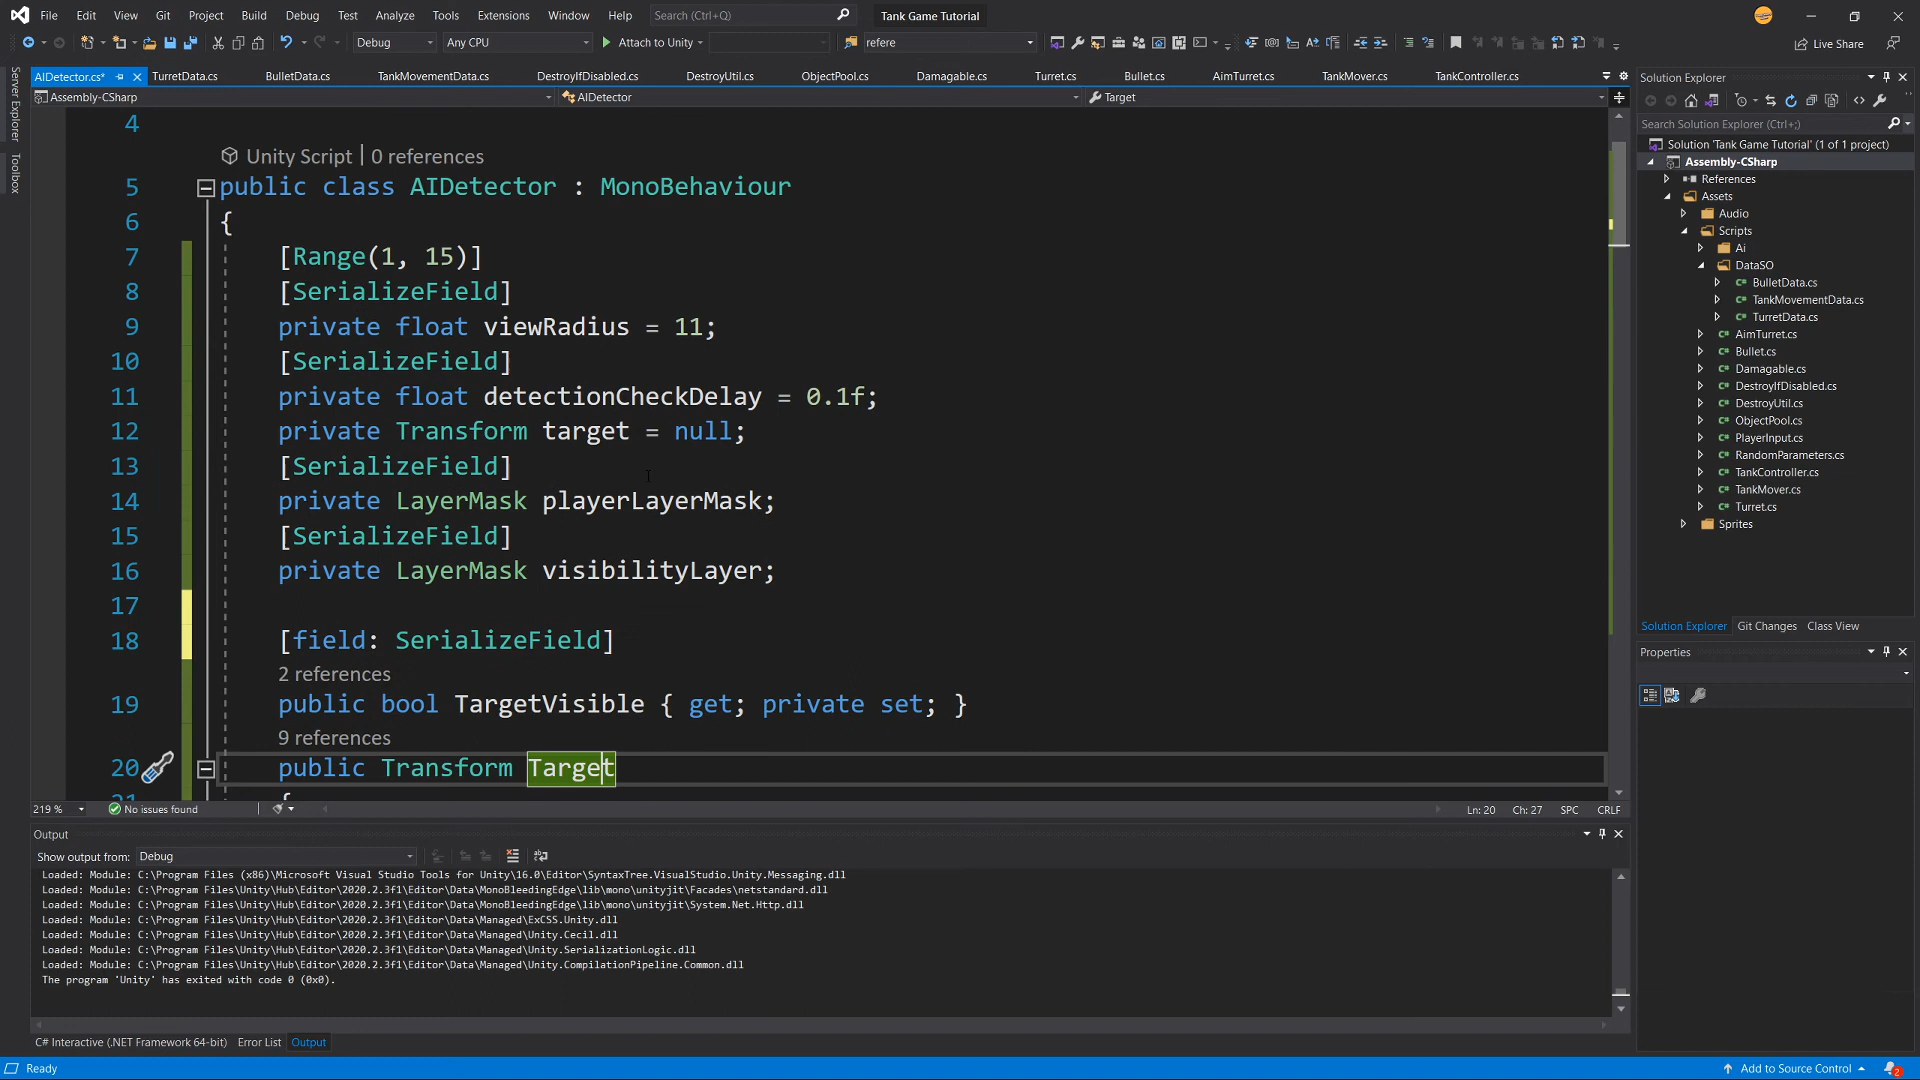 File Edit View Git Project Build Debug Test Analyze Tools Extensions Window Help Search (Ctrl+Q) Tank Game Tutorial
Debug Any CPU Attach to Unity refere Live Share
Server Explorer
Toolbox
AIDetector.cs* TurretData.cs BulletData.cs TankMovementData.cs DestroyIfDisabled.cs DestroyUtil.cs ObjectPool.cs Damagable.cs Turret.cs Bullet.cs AimTurret.cs TankMover.cs TankController.cs
Assembly-CSharp AIDetector Target
4
Unity Script | 0 references
5 public class AIDetector : MonoBehaviour
6 {
7 [Range(1, 15)]
8 [SerializeField]
9 private float viewRadius = 11;
10 [SerializeField]
11 private float detectionCheckDelay = 0.1f;
12 private Transform target = null;
13 [SerializeField]
14 private LayerMask playerLayerMask;
15 [SerializeField]
16 private LayerMask visibilityLayer;
17
18 [field: SerializeField]
2 references
19 public bool TargetVisible { get; private set; }
9 references
20 public Transform Target
21 {
219 % No issues found Ln: 20 Ch: 27 SPC CRLF
Output
Show output from: Debug
Loaded: Module: C:\Program Files (x86)\Microsoft Visual Studio Tools for Unity\16.0\Editor\SyntaxTree.VisualStudio.Unity.Messaging.dll
Loaded: Module: C:\Program Files\Unity\Hub\Editor\2020.2.3f1\Editor\Data\MonoBleedingEdge\lib\mono\unityjit\Facades\netstandard.dll
Loaded: Module: C:\Program Files\Unity\Hub\Editor\2020.2.3f1\Editor\Data\MonoBleedingEdge\lib\mono\unityjit\System.Net.Http.dll
Loaded: Module: C:\Program Files\Unity\Hub\Editor\2020.2.3f1\Editor\Data\Managed\ExCSS.Unity.dll
Loaded: Module: C:\Program Files\Unity\Hub\Editor\2020.2.3f1\Editor\Data\Managed\Unity.Cecil.dll
Loaded: Module: C:\Program Files\Unity\Hub\Editor\2020.2.3f1\Editor\Data\Managed\Unity.SerializationLogic.dll
Loaded: Module: C:\Program Files\Unity\Hub\Editor\2020.2.3f1\Editor\Data\Managed\Unity.CompilationPipeline.Common.dll
The program 'Unity' has exited with code 0 (0x0).
C# Interactive (.NET Framework 64-bit) Error List Output
Solution Explorer
Search Solution Explorer (Ctrl+;)
Solution 'Tank Game Tutorial' (1 of 1 project)
Assembly-CSharp
References
Assets
Audio
Scripts
Ai
DataSO
BulletData.cs
TankMovementData.cs
TurretData.cs
AimTurret.cs
Bullet.cs
Damagable.cs
DestroyIfDisabled.cs
DestroyUtil.cs
ObjectPool.cs
PlayerInput.cs
RandomParameters.cs
TankController.cs
TankMover.cs
Turret.cs
Sprites
Solution Explorer Git Changes Class View
Properties
Ready Add to Source Control 2